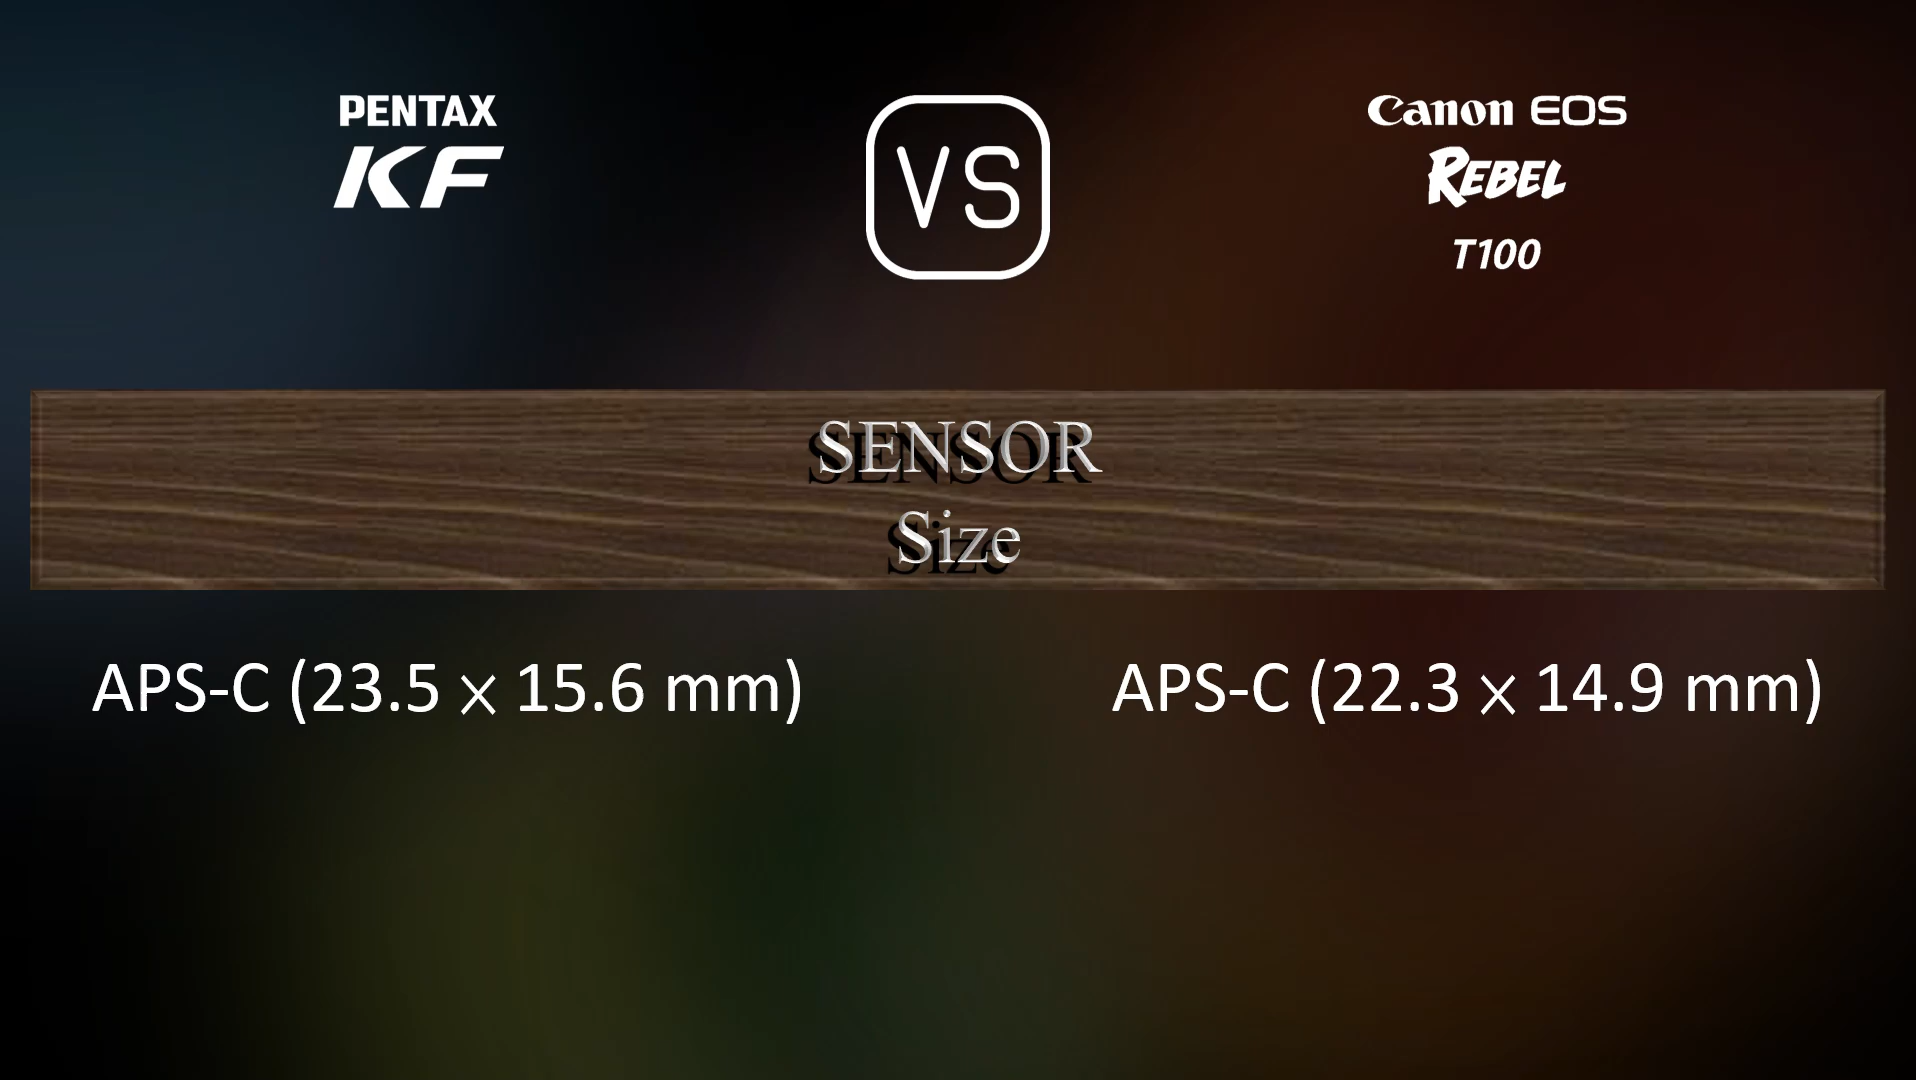 PENTAX
KF
VS
Canon EOS
REBEL
T100
SENSOR
Size
APS-C (23.5 x 15.6 mm)
APS-C (22.3 x 14.9 mm)